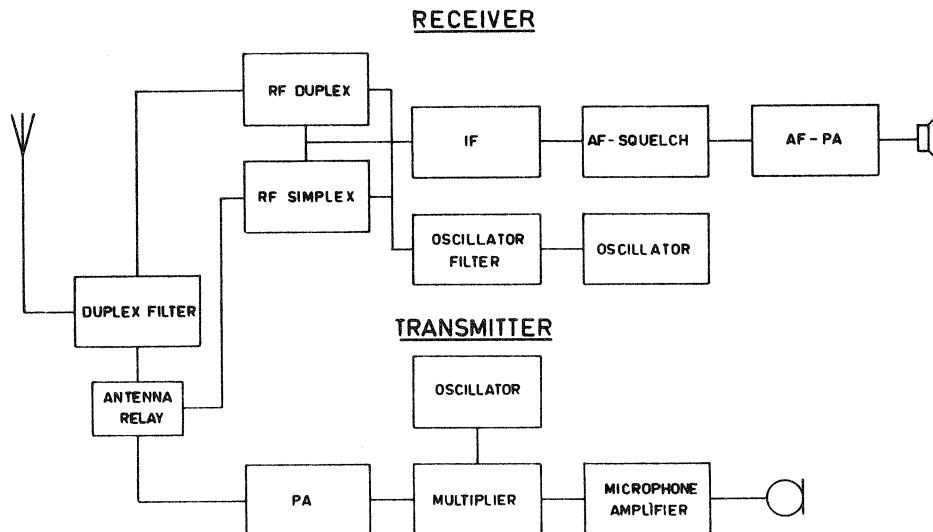 RECEIVER
RF DUPLEX
IF
AF-SQUELCH
AF-PA
RF SIMPLEX
OSCILLATOR
FILTER
OSCILLATOR
DUPLEX FILTER
TRANSMITTER
OSCILLATOR
ANTENNA
RELAY
PA
MULTIPLIER
MICROPHONE
AMPLIFIER